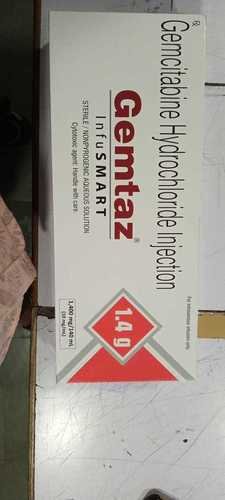 Rx
Gemcitabine Hydrochloride Injection
For intravenous infusion only
Gemtaz®
InfuSMART
STERILE / NONPYROGENIC AQUEOUS SOLUTION
Cytotoxic agent: Handle with care.
1.4 g
1,400 mg/140 mL
(10 mg/mL)